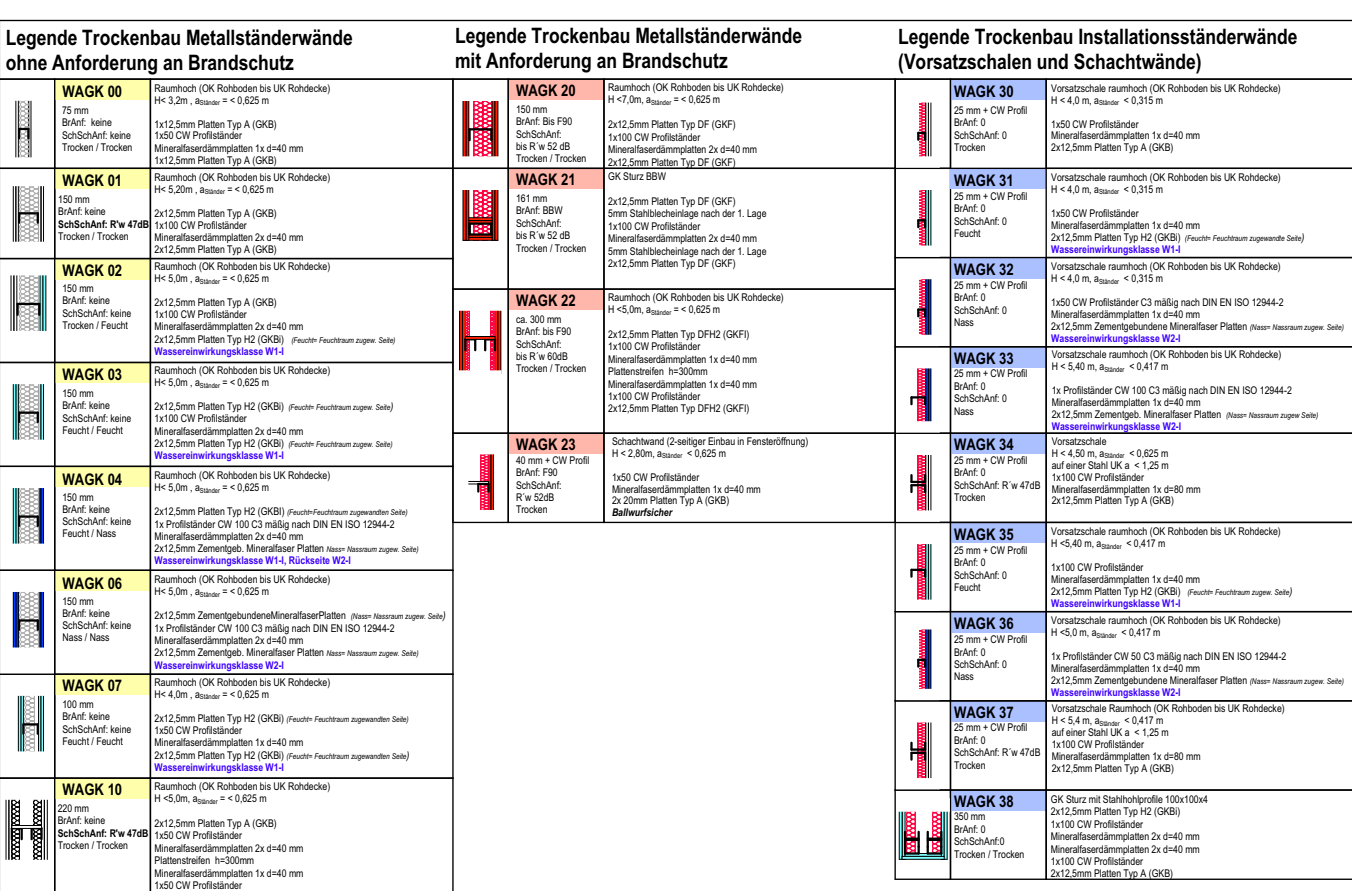 Legende Trockenbau Metallständerwände
ohne Anforderung an Brandschutz
WAGK 00
75 mm
BrAnf: keine
SchSchAnf: keine
Trocken / Trocken
Raumhoch (OK Rohboden bis UK Rohdecke)
H< 3,2m , aStänder = < 0,625 m
1x12,5mm Platten Typ A (GKB)
1x50 CW Profilständer
Mineralfaserdämmplatten 1x d=40 mm
1x12,5mm Platten Typ A (GKB)
WAGK 01
150 mm
BrAnf: keine
SchSchAnf: R'w 47dB
Trocken / Trocken
Raumhoch (OK Rohboden bis UK Rohdecke)
H< 5,20m , aStänder = < 0,625 m
2x12,5mm Platten Typ A (GKB)
1x100 CW Profilständer
Mineralfaserdämmplatten 2x d=40 mm
2x12,5mm Platten Typ A (GKB)
WAGK 02
150 mm
BrAnf: keine
SchSchAnf: keine
Trocken / Feucht
Raumhoch (OK Rohboden bis UK Rohdecke)
H< 5,0m , aStänder = < 0,625 m
2x12,5mm Platten Typ A (GKB)
1x100 CW Profilständer
Mineralfaserdämmplatten 2x d=40 mm
2x12,5mm Platten Typ H2 (GKBi) (Feucht= Feuchtraum zugew. Seite)
Wassereinwirkungsklasse W1-I
WAGK 03
150 mm
BrAnf: keine
SchSchAnf: keine
Feucht / Feucht
Raumhoch (OK Rohboden bis UK Rohdecke)
H< 5,0m , aStänder = < 0,625 m
2x12,5mm Platten Typ H2 (GKBi) (Feucht= Feuchtraum zugew. Seite)
1x100 CW Profilständer
Mineralfaserdämmplatten 2x d=40 mm
2x12,5mm Platten Typ H2 (GKBi) (Feucht= Feuchtraum zugew. Seite)
Wassereinwirkungsklasse W1-I
WAGK 04
150 mm
BrAnf: keine
SchSchAnf: keine
Feucht / Nass
Raumhoch (OK Rohboden bis UK Rohdecke)
H< 5,0m , aStänder = < 0,625 m
2x12,5mm Platten Typ H2 (GKBI) (Feucht=Feuchtraum zugewandten Seite)
1x Profilständer CW 100 C3 mäßig nach DIN EN ISO 12944-2
Mineralfaserdämmplatten 2x d=40 mm
2x12,5mm Zementgeb. Mineralfaser Platten Nass= Nassraum zugew. Seite)
Wassereinwirkungsklasse W1-I, Rückseite W2-I
WAGK 06
150 mm
BrAnf: keine
SchSchAnf: keine
Nass / Nass
Raumhoch (OK Rohboden bis UK Rohdecke)
H< 5,0m , aStänder = < 0,625 m
2x12,5mm ZementgebundeneMineralfaserPlatten (Nass= Nassraum zugew. Seite)
1x Profilständer CW 100 C3 mäßig nach DIN EN ISO 12944-2
Mineralfaserdämmplatten 2x d=40 mm
2x12,5mm Zementgeb. Mineralfaser Platten Nass= Nassraum zugew. Seite)
Wassereinwirkungsklasse W2-I
WAGK 07
100 mm
BrAnf: keine
SchSchAnf: keine
Feucht / Feucht
Raumhoch (OK Rohboden bis UK Rohdecke)
H< 4,0m , aStänder = < 0,625 m
2x12,5mm Platten Typ H2 (GKBi) (Feucht= Feuchtraum zugewandten Seite)
1x50 CW Profilständer
Mineralfaserdämmplatten 1x d=40 mm
2x12,5mm Platten Typ H2 (GKBi) (Feucht= Feuchtraum zugewandten Seite)
Wassereinwirkungsklasse W1-I
WAGK 10
220 mm
BrAnf: keine
SchSchAnf: R'w 47dB
Trocken / Trocken
Raumhoch (OK Rohboden bis UK Rohdecke)
H <5,0m, aStänder = < 0,625 m
2x12,5mm Platten Typ A (GKB)
1x50 CW Profilständer
Mineralfaserdämmplatten 2x d=40 mm
Plattenstreifen h=300mm
Mineralfaserdämmplatten 1x d=40 mm
1x50 CW Profilständer
Legende Trockenbau Metallständerwände
mit Anforderung an Brandschutz
WAGK 20
150 mm
BrAnf: Bis F90
SchSchAnf:
bis R´w 52 dB
Trocken / Trocken
Raumhoch (OK Rohboden bis UK Rohdecke)
H <7,0m, aStänder = < 0,625 m
2x12,5mm Platten Typ DF (GKF)
1x100 CW Profilständer
Mineralfaserdämmplatten 2x d=40 mm
2x12,5mm Platten Typ DF (GKF)
WAGK 21
161 mm
BrAnf: BBW
SchSchAnf:
bis R´w 52 dB
Trocken / Trocken
GK Sturz BBW
2x12,5mm Platten Typ DF (GKF)
5mm Stahlblecheinlage nach der 1. Lage
1x100 CW Profilständer
Mineralfaserdämmplatten 2x d=40 mm
5mm Stahlblecheinlage nach der 1. Lage
2x12,5mm Platten Typ DF (GKF)
WAGK 22
ca. 300 mm
BrAnf: bis F90
SchSchAnf:
bis R´w 60dB
Trocken / Trocken
Raumhoch (OK Rohboden bis UK Rohdecke)
H <5,0m, aStänder = < 0,625 m
2x12,5mm Platten Typ DFH2 (GKFI)
1x100 CW Profilständer
Mineralfaserdämmplatten 1x d=40 mm
Plattenstreifen h=300mm
Mineralfaserdämmplatten 1x d=40 mm
1x100 CW Profilständer
2x12,5mm Platten Typ DFH2 (GKFI)
WAGK 23
40 mm + CW Profil
BrAnf: F90
SchSchAnf:
R´w 52dB
Trocken
Schachtwand (2-seitiger Einbau in Fensteröffnung)
H < 2,80m, aStänder < 0,625 m
1x50 CW Profilständer
Mineralfaserdämmplatten 1x d=40 mm
2x 20mm Platten Typ A (GKB)
Ballwurfsicher
Legende Trockenbau Installationsständerwände
(Vorsatzschalen und Schachtwände)
WAGK 30
25 mm + CW Profil
BrAnf: 0
SchSchAnf: 0
Trocken
Vorsatzschale raumhoch (OK Rohboden bis UK Rohdecke)
H < 4,0 m, aStänder < 0,315 m
1x50 CW Profilständer
Mineralfaserdämmplatten 1x d=40 mm
2x12,5mm Platten Typ A (GKB)
WAGK 31
25 mm + CW Profil
BrAnf: 0
SchSchAnf: 0
Feucht
Vorsatzschale raumhoch (OK Rohboden bis UK Rohdecke)
H < 4,0 m, aStänder < 0,315 m
1x50 CW Profilständer
Mineralfaserdämmplatten 1x d=40 mm
2x12,5mm Platten Typ H2 (GKBi) (Feucht= Feuchtraum zugewandte Seite)
Wassereinwirkungsklasse W1-I
WAGK 32
25 mm + CW Profil
BrAnf: 0
SchSchAnf: 0
Nass
Vorsatzschale raumhoch (OK Rohboden bis UK Rohdecke)
H < 4,0 m, aStänder < 0,315 m
1x50 CW Profilständer C3 mäßig nach DIN EN ISO 12944-2
Mineralfaserdämmplatten 1x d=40 mm
2x12,5mm Zementgebundene Mineralfaser Platten (Nass= Nassraum zugew. Seite)
Wassereinwirkungsklasse W2-I
WAGK 33
25 mm + CW Profil
BrAnf: 0
SchSchAnf: 0
Nass
Vorsatzschale raumhoch (OK Rohboden bis UK Rohdecke)
H < 5,40 m, aStänder < 0,417 m
1x Profilständer CW 100 C3 mäßig nach DIN EN ISO 12944-2
Mineralfaserdämmplatten 1x d=40 mm
2x12,5mm Zementgeb. Mineralfaser Platten (Nass= Nassraum zugew Seite)
Wassereinwirkungsklasse W2-I
WAGK 34
25 mm + CW Profil
BrAnf: 0
SchSchAnf: R´w 47dB
Trocken
Vorsatzschale
H < 4,50 m, aStänder < 0,625 m
auf einer Stahl UK a < 1,25 m
1x100 CW Profilständer
Mineralfaserdämmplatten 1x d=80 mm
2x12,5mm Platten Typ A (GKB)
WAGK 35
25 mm + CW Profil
BrAnf: 0
SchSchAnf: 0
Feucht
Vorsatzschale raumhoch (OK Rohboden bis UK Rohdecke)
H <5,40 m, aStänder < 0,417 m
1x100 CW Profilständer
Mineralfaserdämmplatten 1x d=40 mm
2x12,5mm Platten Typ H2 (GKBi) (Feucht= Feuchtraum zugewandten Seite)
Wassereinwirkungsklasse W1-I
WAGK 36
25 mm + CW Profil
BrAnf: 0
SchSchAnf: 0
Nass
Vorsatzschale raumhoch (OK Rohboden bis UK Rohdecke)
H <5,0 m, aStänder < 0,417 m
1x Profilständer CW 50 C3 mäßig nach DIN EN ISO 12944-2
Mineralfaserdämmplatten 1x d=40 mm
2x12,5mm Zementgebundene Mineralfaser Platten (Nass= Nassraum zugew. Seite)
Wassereinwirkungsklasse W2-I
WAGK 37
25 mm + CW Profil
BrAnf: 0
SchSchAnf: R´w 47dB
Trocken
Vorsatzschale Raumhoch (OK Rohboden bis UK Rohdecke)
H < 5,4 m, aStänder < 0,417 m
auf einer Stahl UK a < 1,25 m
1x100 CW Profilständer
Mineralfaserdämmplatten 1x d=80 mm
2x12,5mm Platten Typ A (GKB)
WAGK 38
350 mm
BrAnf: 0
SchSchAnf:0
Trocken / Trocken
GK Sturz mit Stahlhohlprofile 100x100x4
2x12,5mm Platten Typ H2 (GKBi)
1x100 CW Profilständer
Mineralfaserdämmplatten 2x d=40 mm
Mineralfaserdämmplatten 2x d=40 mm
1x100 CW Profilständer
2x12,5mm Platten Typ A (GKB)